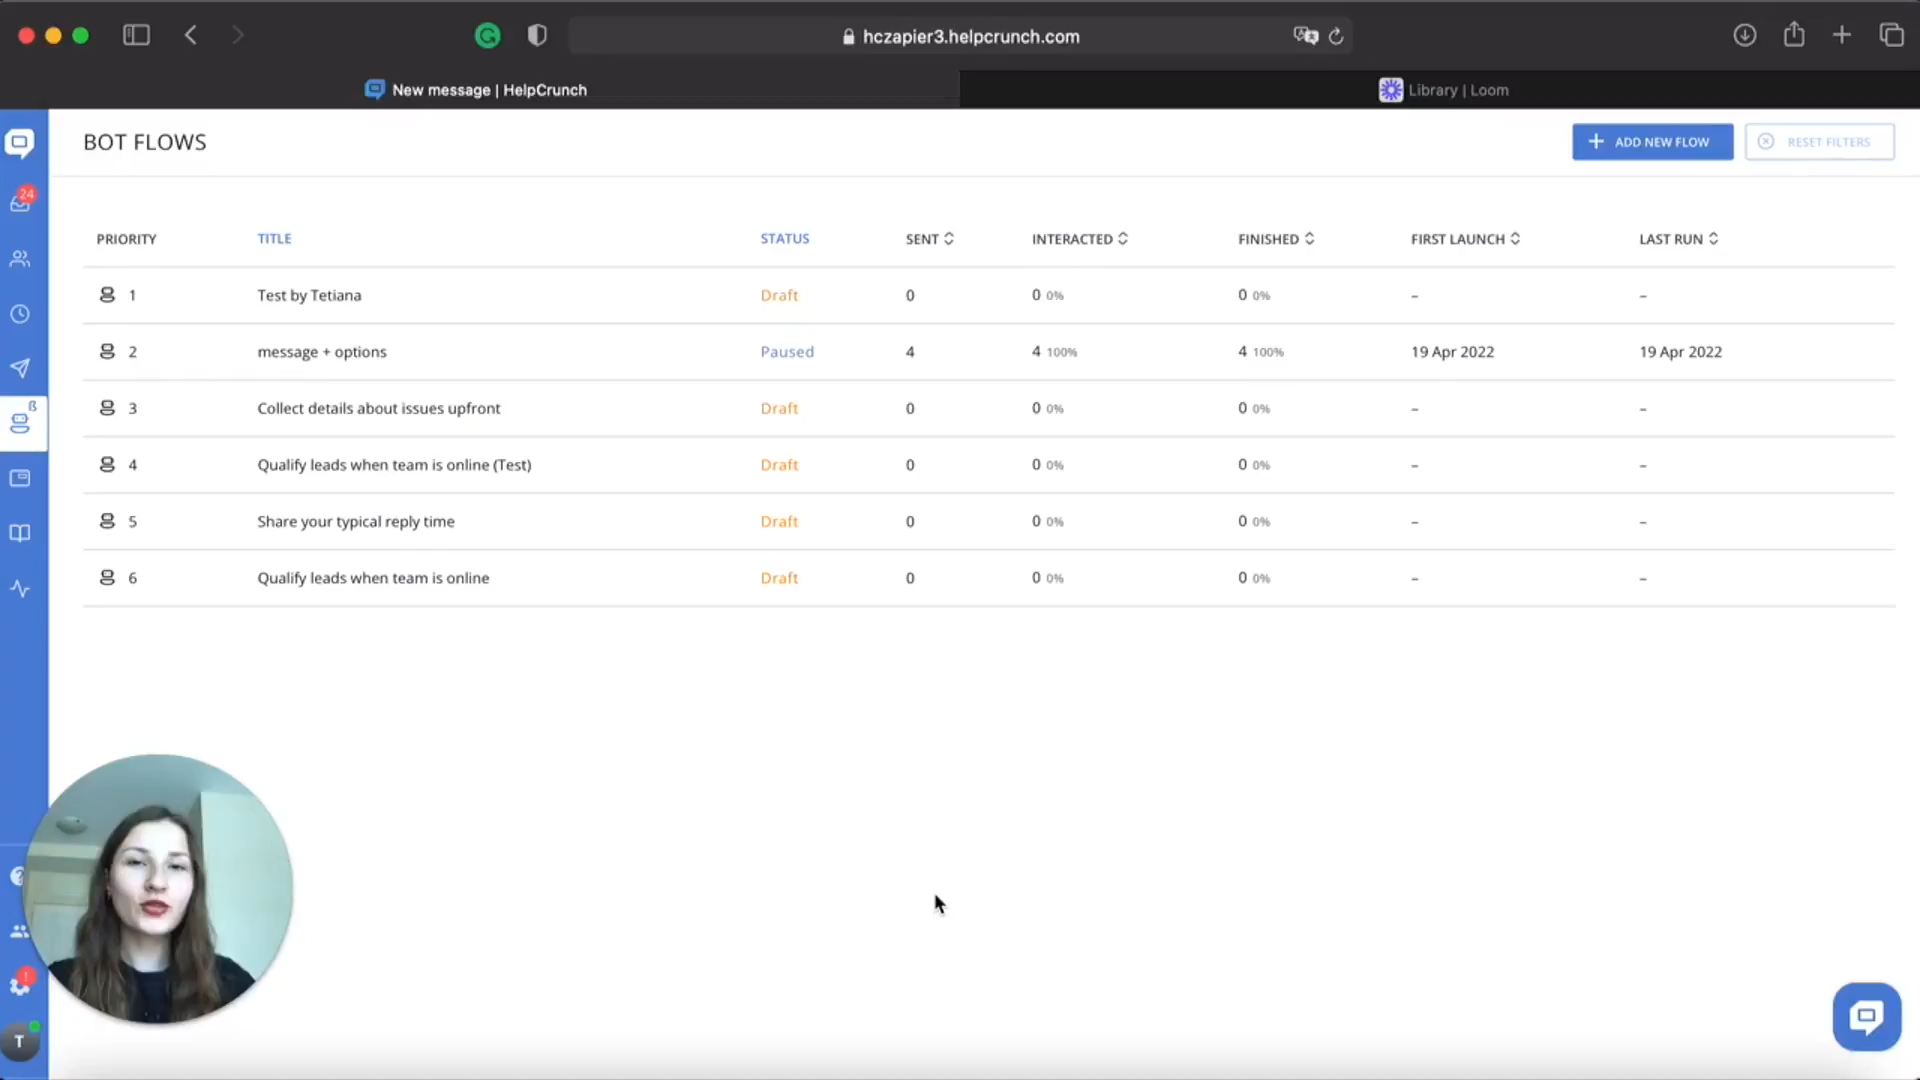 hczapier3.helpcrunch.com
New message | HelpCrunch
Library | Loom
BOT FLOWS
ADD NEW FLOW
RESET FILTERS
24
PRIORITY TITLE STATUS SENT INTERACTED FINISHED FIRST LAUNCH LAST RUN
1 Test by Tetiana Draft 0 0 0% 0 0% – –
2 message + options Paused 4 4 100% 4 100% 19 Apr 2022 19 Apr 2022
3 Collect details about issues upfront Draft 0 0 0% 0 0% – –
4 Qualify leads when team is online (Test) Draft 0 0 0% 0 0% – –
5 Share your typical reply time Draft 0 0 0% 0 0% – –
6 Qualify leads when team is online Draft 0 0 0% 0 0% – –
ß
?
!
T